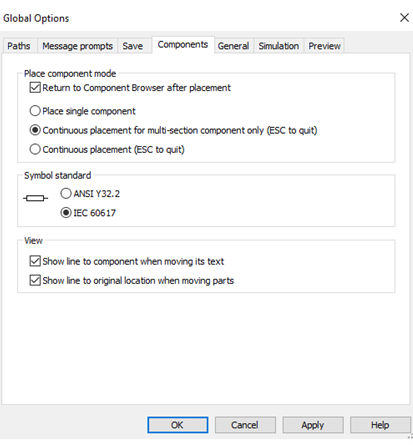 Global Options
Paths Message prompts Save Components General Simulation Preview
Place component mode
Return to Component Browser after placement
Place single component
Continuous placement for multi-section component only (ESC to quit)
Continuous placement (ESC to quit)
Symbol standard
ANSI Y32.2
IEC 60617
View
Show line to component when moving its text
Show line to original location when moving parts
OK Cancel Apply Help